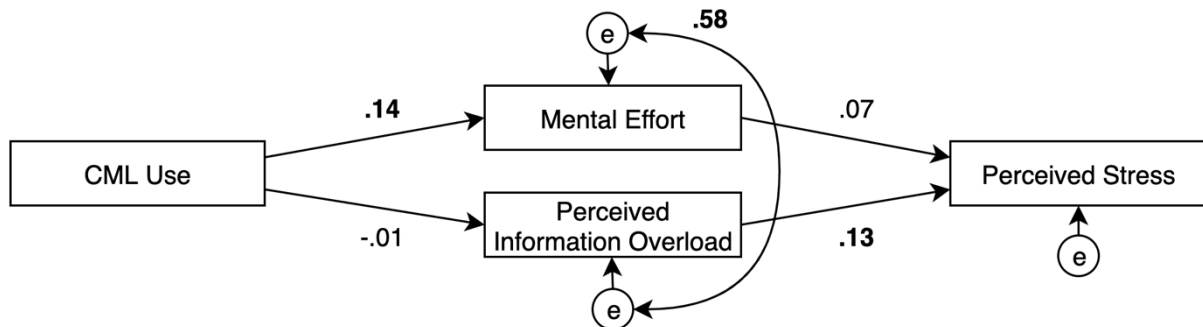 e
.58
.14
Mental Effort
.07
CML Use
Perceived Stress
-.01
Perceived
Information Overload
.13
e
e